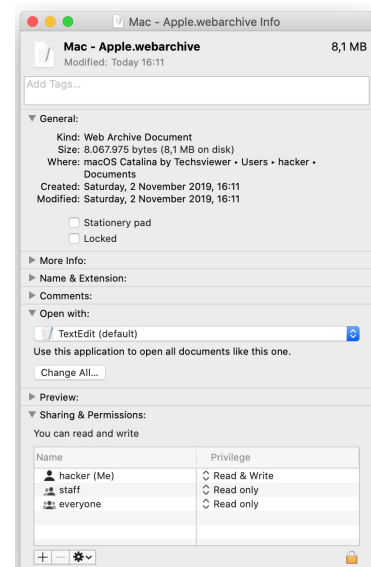 Mac - Apple.webarchive Info
Mac - Apple.webarchive 8,1 MB
Modified: Today 16:11
Add Tags...
General:
Kind: Web Archive Document
Size: 8.067.975 bytes (8,1 MB on disk)
Where: macOS Catalina by Techsviewer ▸ Users ▸ hacker ▸
Documents
Created: Saturday, 2 November 2019, 16:11
Modified: Saturday, 2 November 2019, 16:11
Stationery pad
Locked
More Info:
Name & Extension:
Comments:
Open with:
TextEdit (default)
Use this application to open all documents like this one.
Change All...
Preview:
Sharing & Permissions:
You can read and write
Name Privilege
hacker (Me) Read & Write
staff Read only
everyone Read only